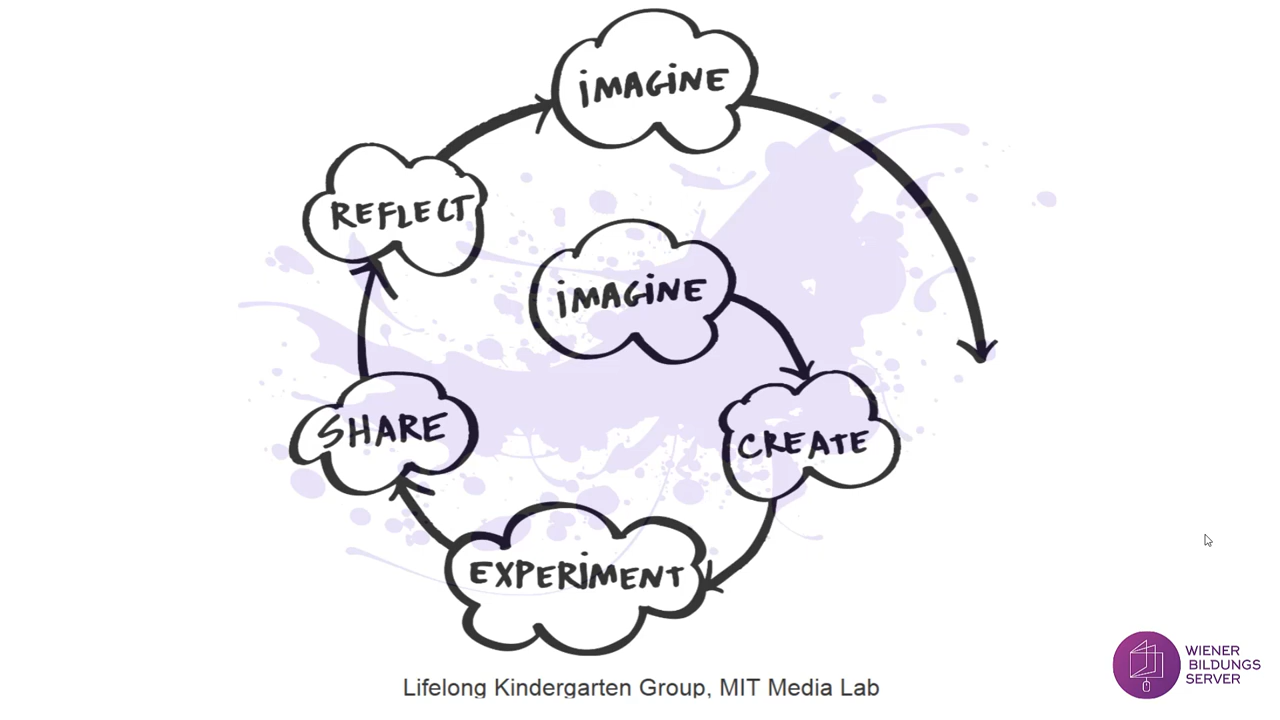 iMAGiNE
REFLECT
iMAGiNE
SHARE
CREATE
EXPERiMENT
Lifelong Kindergarten Group, MIT Media Lab
WIENER
BILDUNGS
SERVER